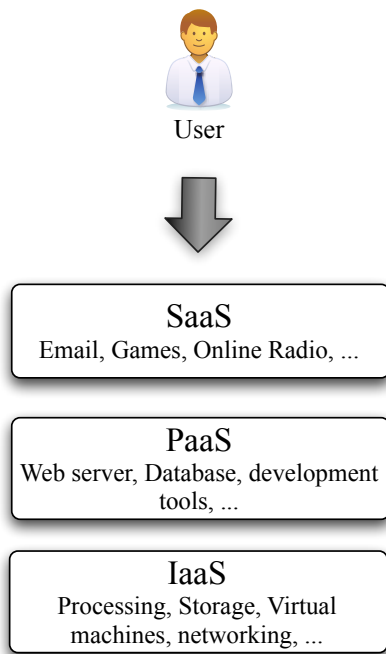 User
SaaS
Email, Games, Online Radio, ...
PaaS
Web server, Database, development
tools, ...
IaaS
Processing, Storage, Virtual
machines, networking, ...